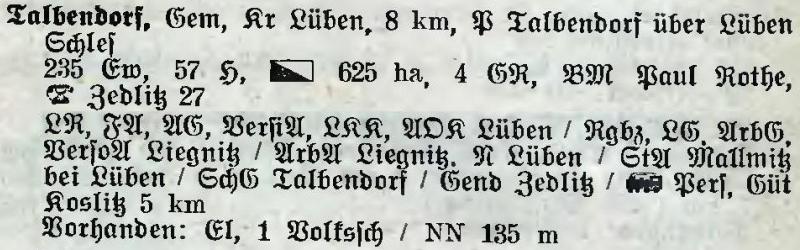 Talbendorf, Gem, Kr Lüben, 8 km, P Talbendorf über Lüben
Schles
235 Ew, 57 H, 625 ha, 4 GR, BM Paul Rothe,
☎ Zedlitz 27
LR, FA, AG, VersiA, LKK, AOK Lüben / Rgbz, LG, ArbG,
VersoA Liegnitz / ArbA Liegnitz. N Lüben / StA Mallmitz
bei Lüben / SchG Talbendorf / Gend Zedlitz / Pers, Güt
Koslitz 5 km
Vorhanden: El, 1 Volkssch / NN 135 m